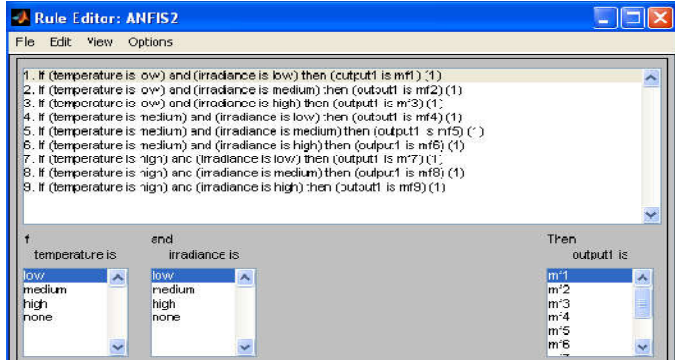 Rule Editor: ANFIS2
File Edit View Options
1. If (temperature is low) and (irradiance is low) then (output1 is mf1) (1)
2. If (temperature is low) and (irradiance is medium) then (output1 is mf2) (1)
3. If (temperature is low) and (irradiance is high) then (output1 is mf3) (1)
4. If (temperature is medium) and (irradiance is low) then (output1 is mf4) (1)
5. If (temperature is medium) and (irradiance is medium) then (output1 is mf5) (1)
6. If (temperature is medium) and (irradiance is high) then (output1 is mf6) (1)
7. If (temperature is high) and (irradiance is low) then (output1 is mf7) (1)
8. If (temperature is high) and (irradiance is medium) then (output1 is mf8) (1)
9. If (temperature is high) and (irradiance is high) then (output1 is mf9) (1)
If and Then
temperature is irradiance is output1 is
low low mf1
medium medium mf2
high high mf3
none none mf4
mf5
mf6